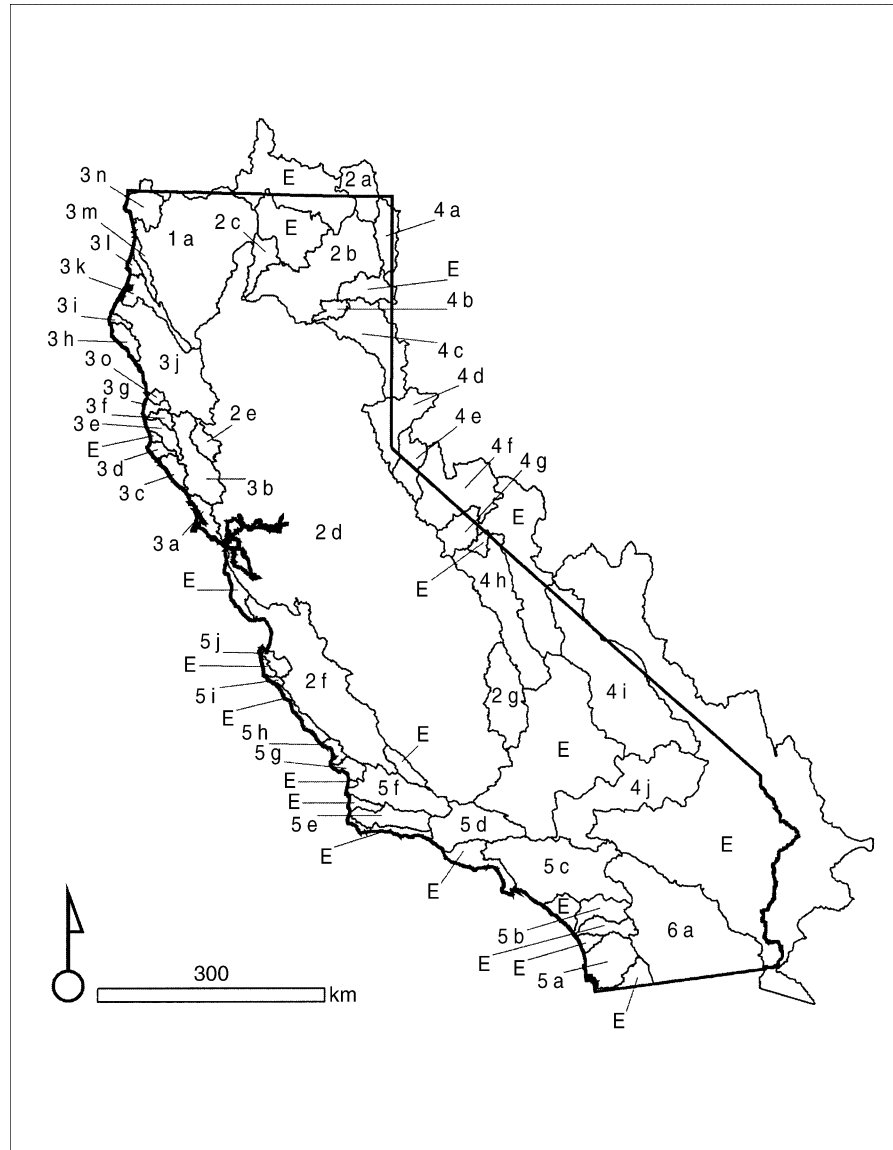 3 n
E
2 a
3 m
4 a
1 a
2 c
E
3 l
2 b
3 k
E
3 i
4 b
3 h
3 j
4 c
3 o
4 d
3 g
3 f
2 e
4 e
3 e
4 f
E
4 g
3 d
3 c
3 b
E
3 a
2 d
E
E
4 h
5 j
E
2 f
5 i
2 g
4 i
E
5 h
E
E
5 g
E
5 f
4 j
E
5 e
5 d
E
E
E
5 c
E
5 b
6 a
E
E
300
5 a
km
E